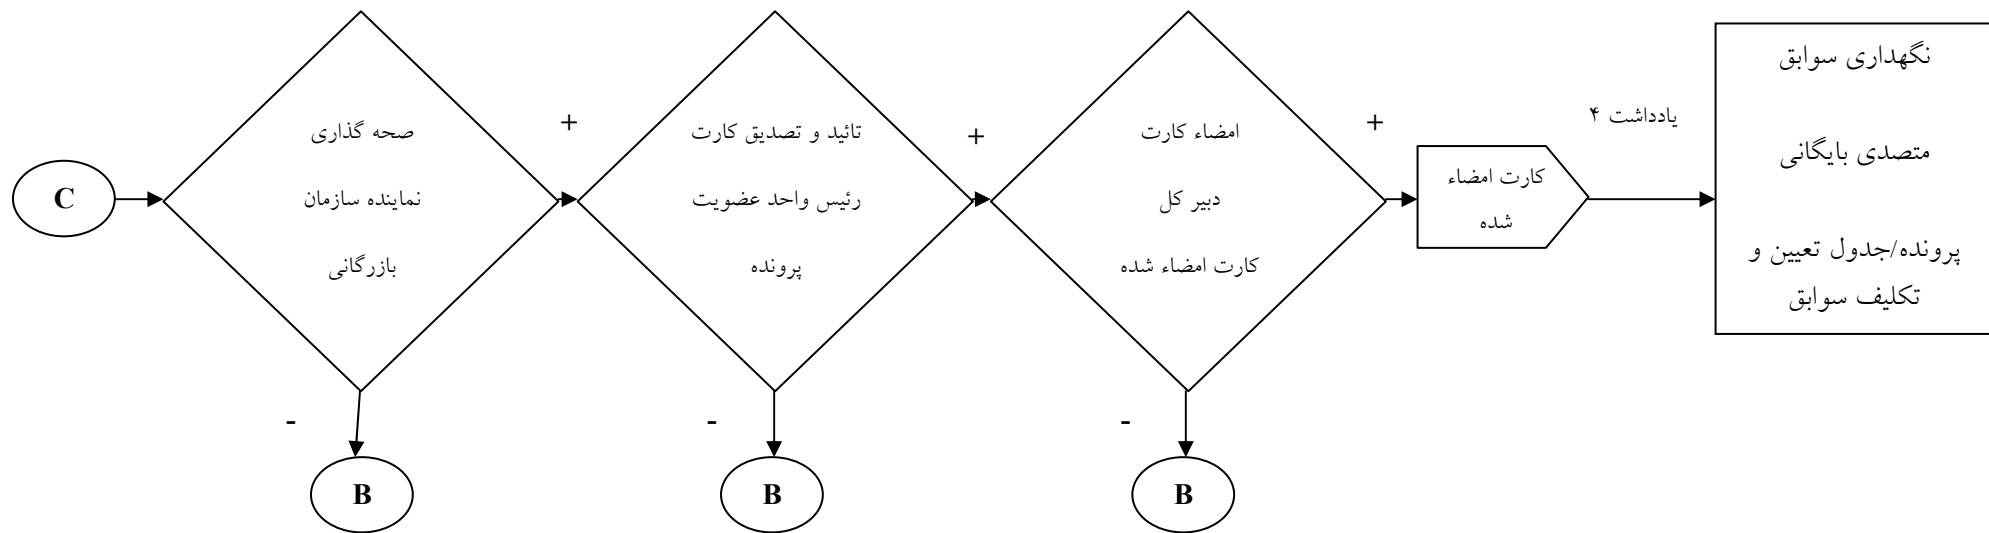 C
صحه گذاری
نماینده سازمان
بازرگانی
+
-
B
تائید و تصدیق کارت
رئیس واحد عضویت
پرونده
+
-
B
امضاء کارت
دبیر کل
کارت امضاء شده
+
-
B
کارت امضاء
شده
یادداشت ۴
نگهداری سوابق
متصدی بایگانی
پرونده/جدول تعیین و
تکلیف سوابق